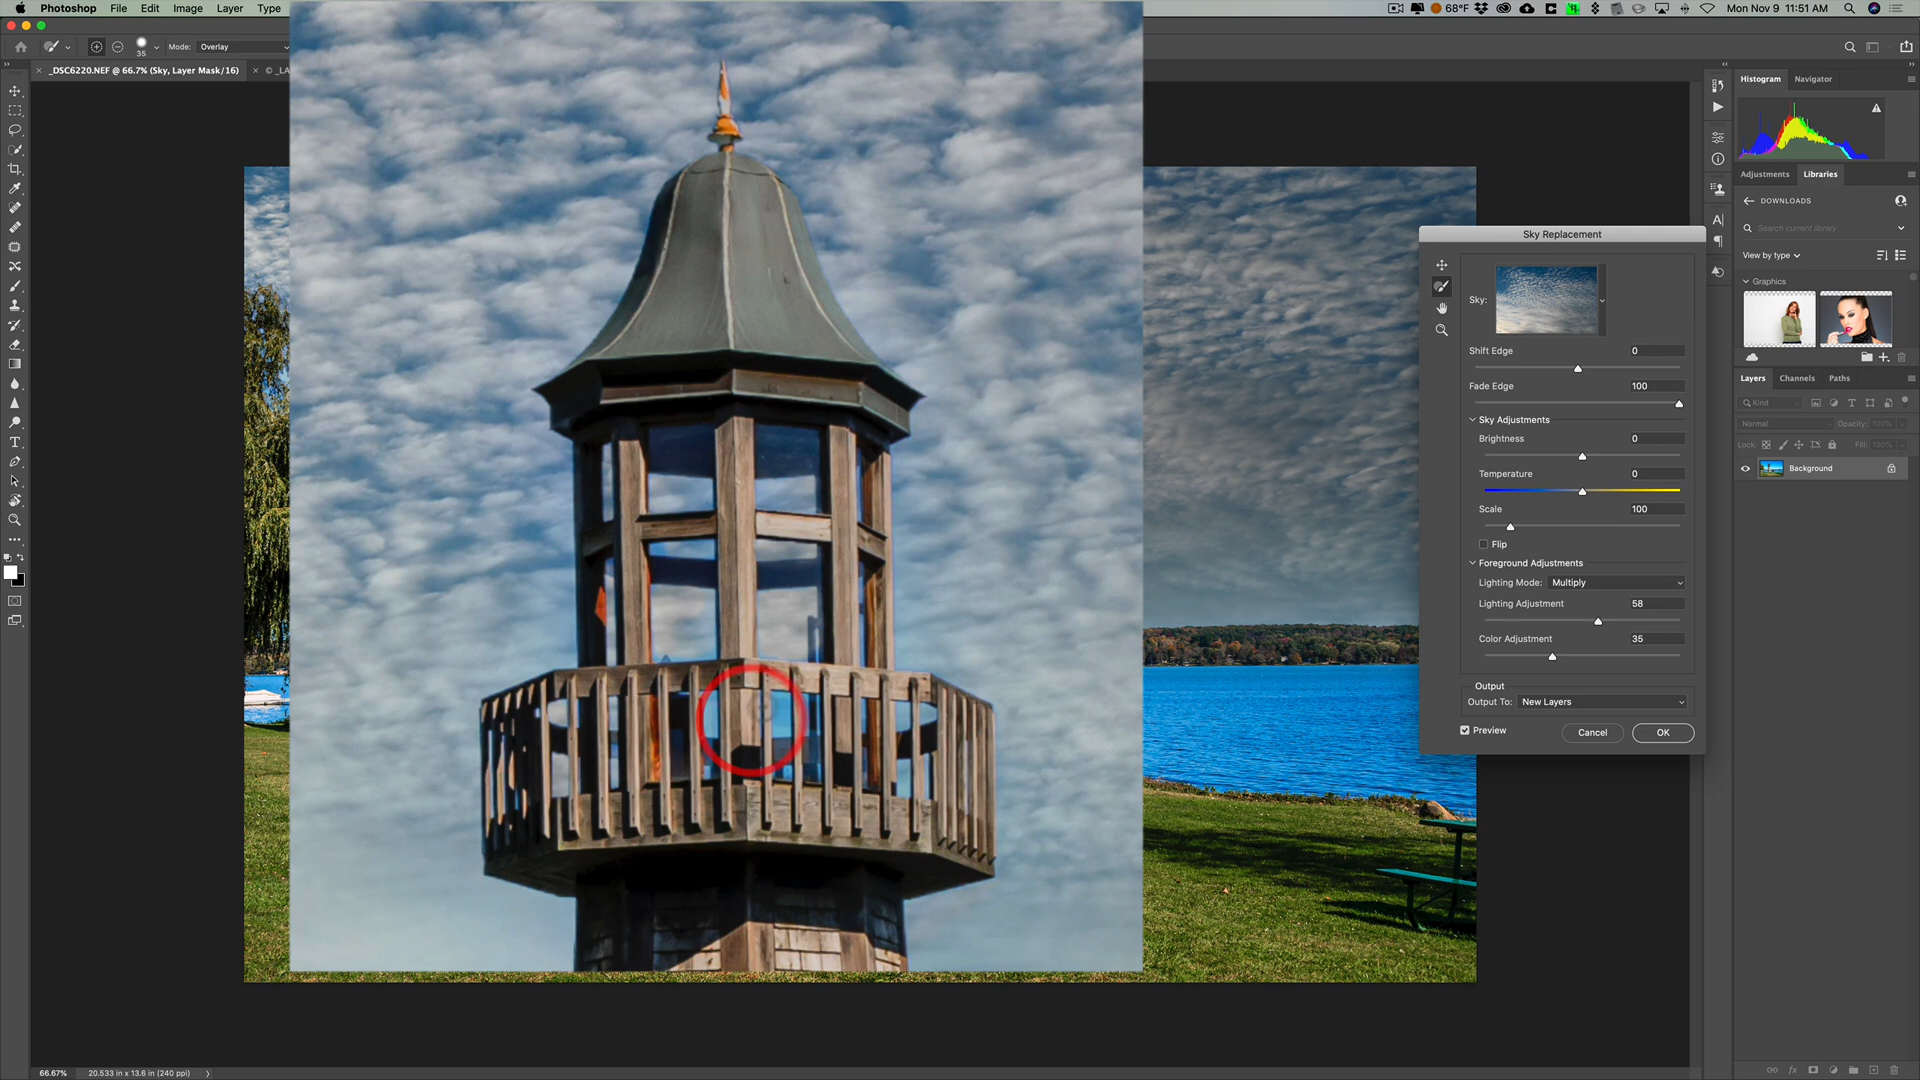 Photoshop File Edit Image Layer Type
68°F Mon Nov 9 11:51 AM
35 Mode: Overlay
× _DSC6220.NEF @ 66.7% (Sky, Layer Mask/16) × © _LA
Histogram Navigator
Adjustments Libraries
DOWNLOADS
Search current library
View by type
Graphics
Layers Channels Paths
Kind
Normal Opacity: 100%
Lock: Fill: 100%
Background
Sky Replacement
Sky:
Shift Edge 0
Fade Edge 100
Sky Adjustments
Brightness 0
Temperature 0
Scale 100
Flip
Foreground Adjustments
Lighting Mode: Multiply
Lighting Adjustment 58
Color Adjustment 35
Output
Output To: New Layers
Preview Cancel OK
66.67% 20.533 in x 13.6 in (240 ppi)